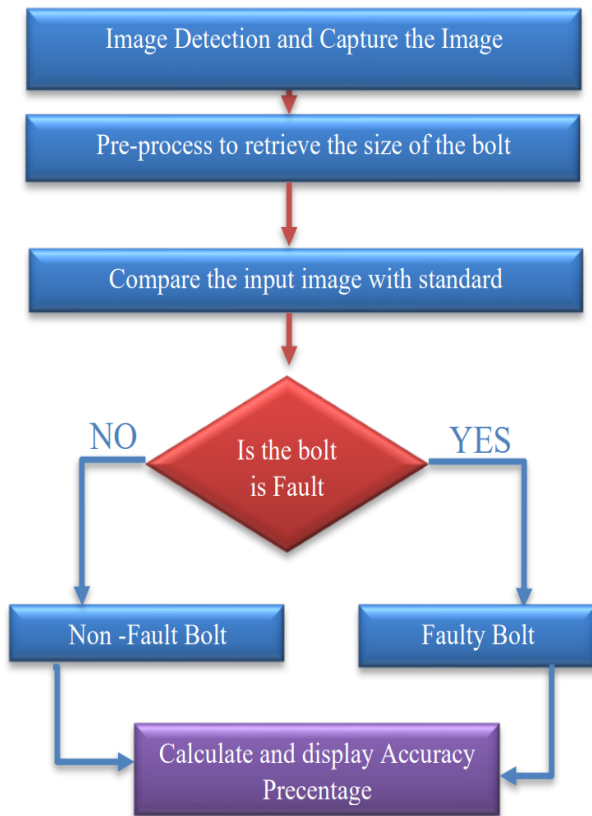 Image Detection and Capture the Image
Pre-process to retrieve the size of the bolt
Compare the input image with standard
Is the bolt
is Fault
NO
YES
Non -Fault Bolt
Faulty Bolt
Calculate and display Accuracy
Precentage